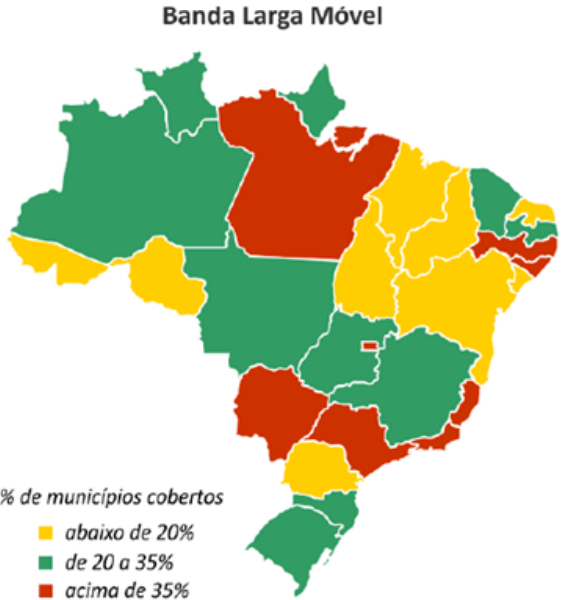 Banda Larga Móvel
% de municípios cobertos
abaixo de 20%
de 20 a 35%
acima de 35%